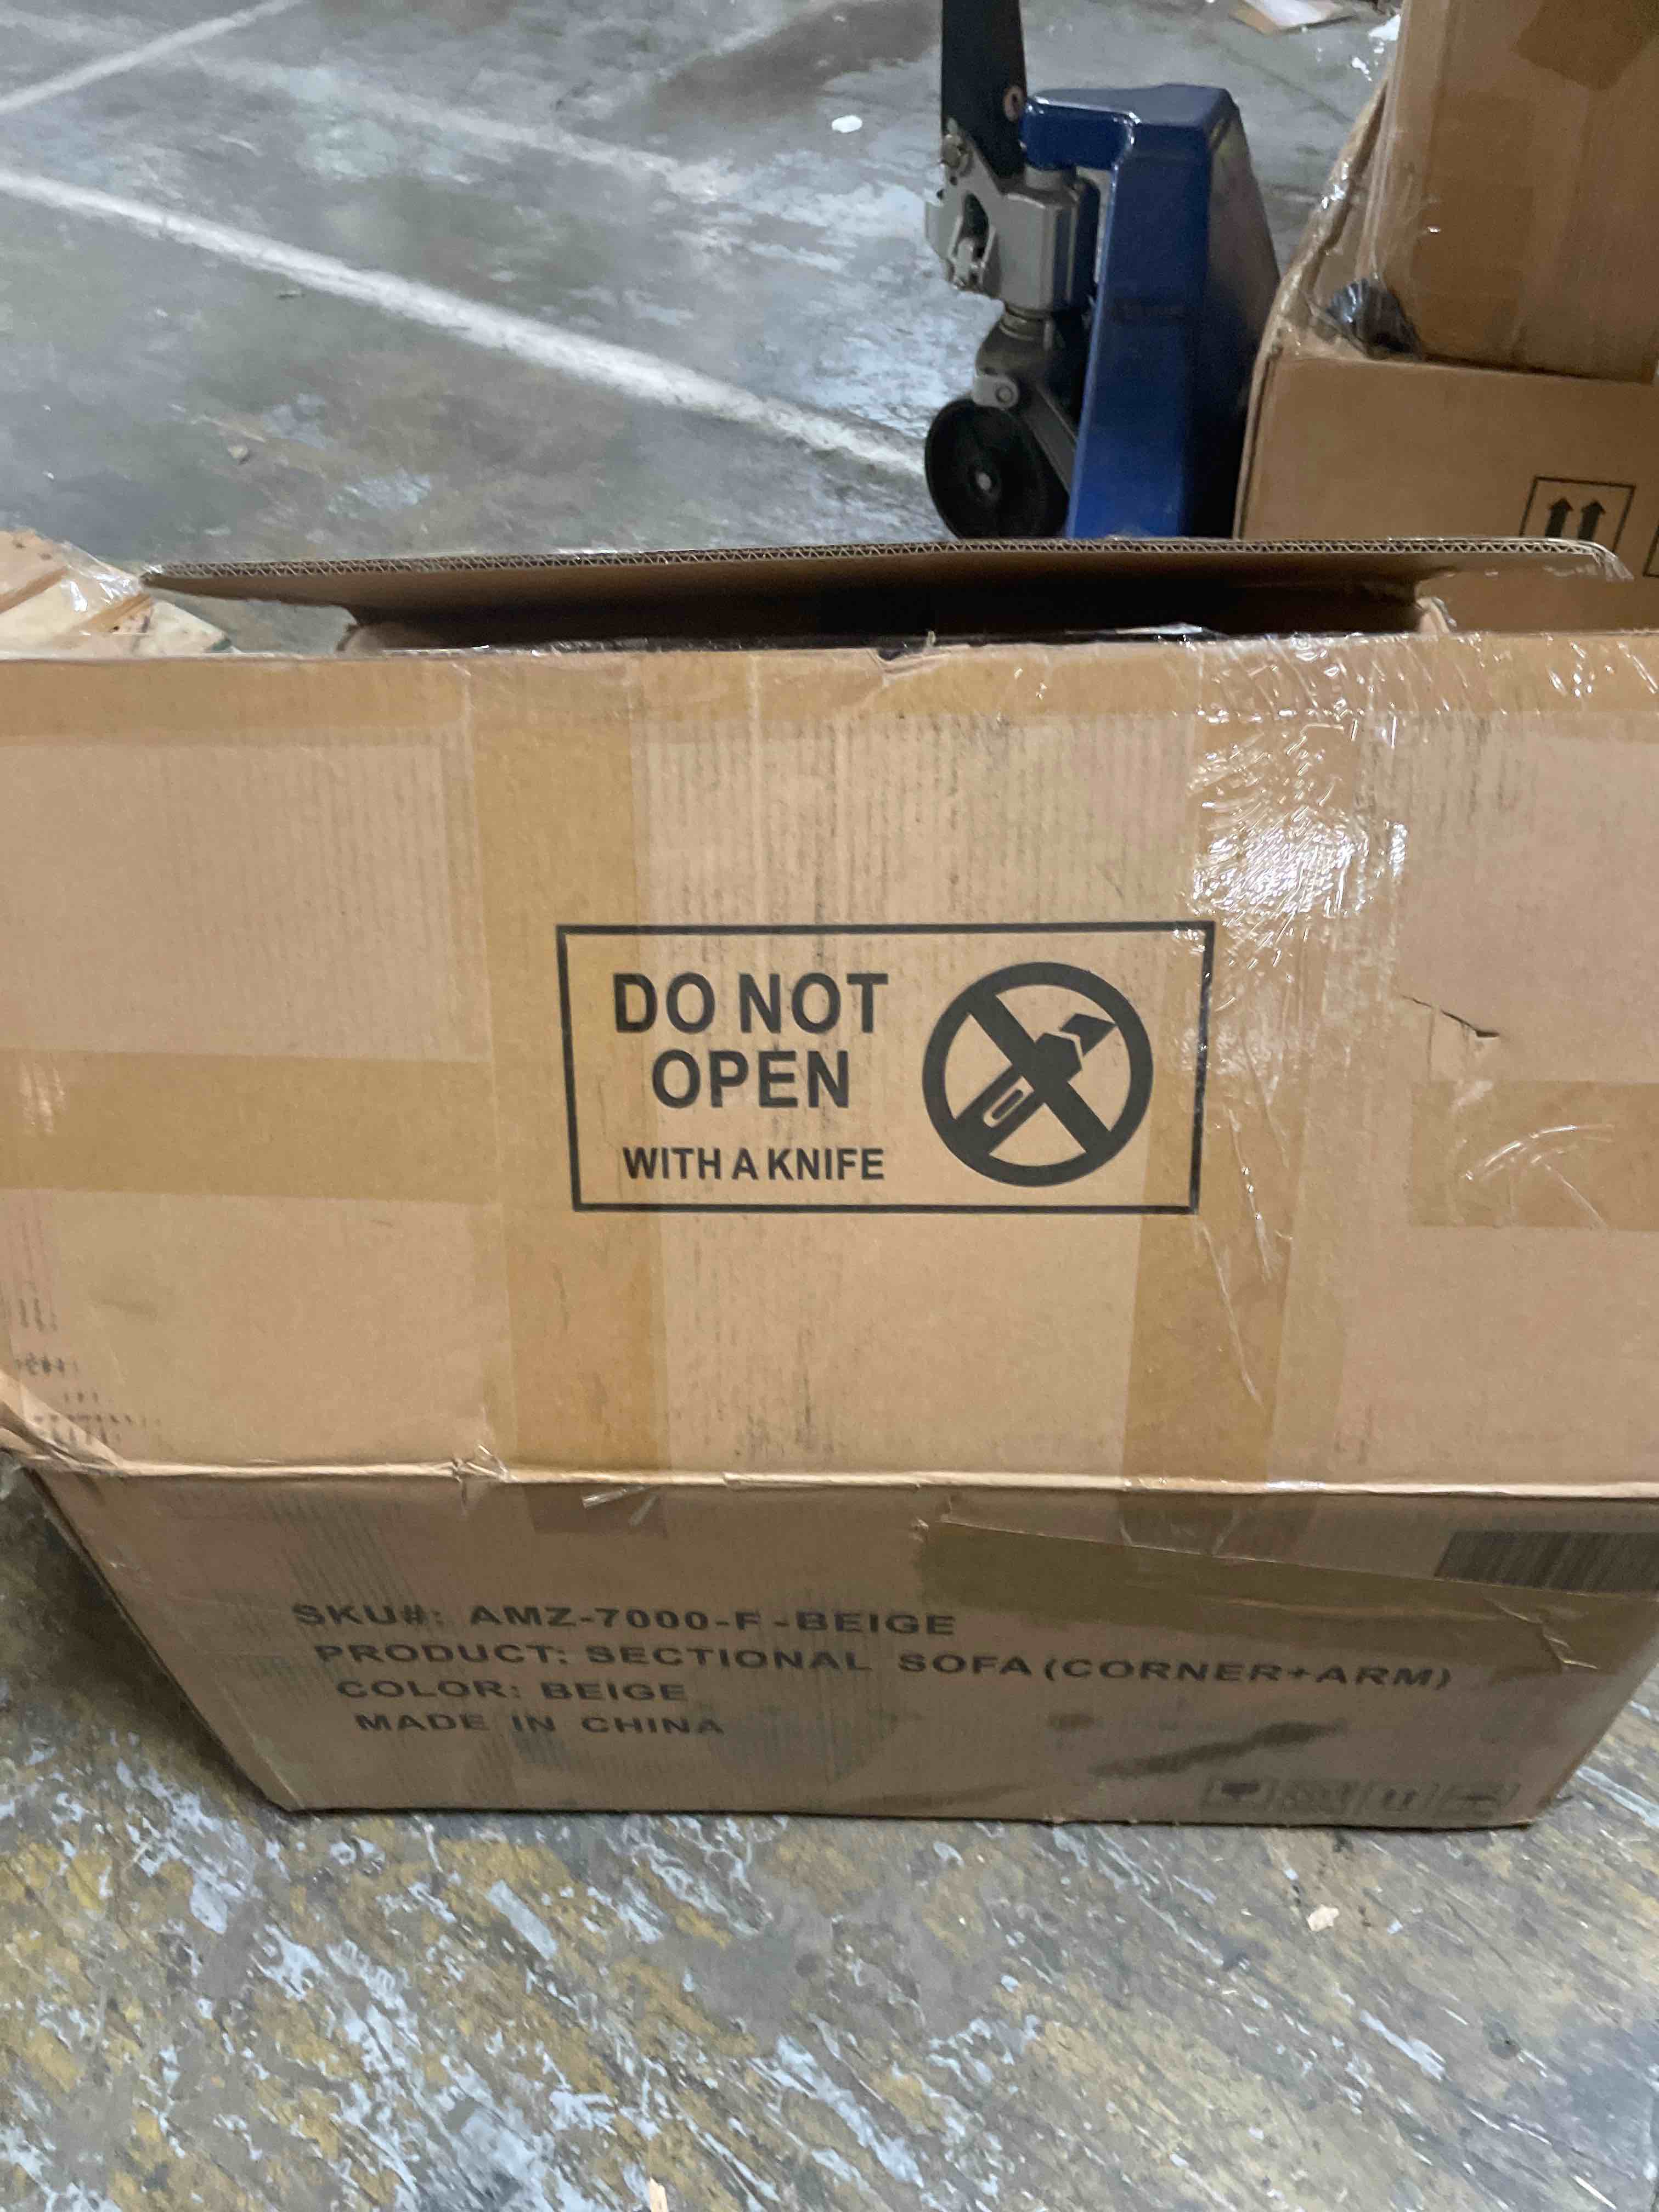 DO NOT
OPEN
WITH A KNIFE
SKU#: AMZ-7000-F-BEIGE
PRODUCT: SECTIONAL SOFA (CORNER+ARM)
COLOR: BEIGE
MADE IN CHINA